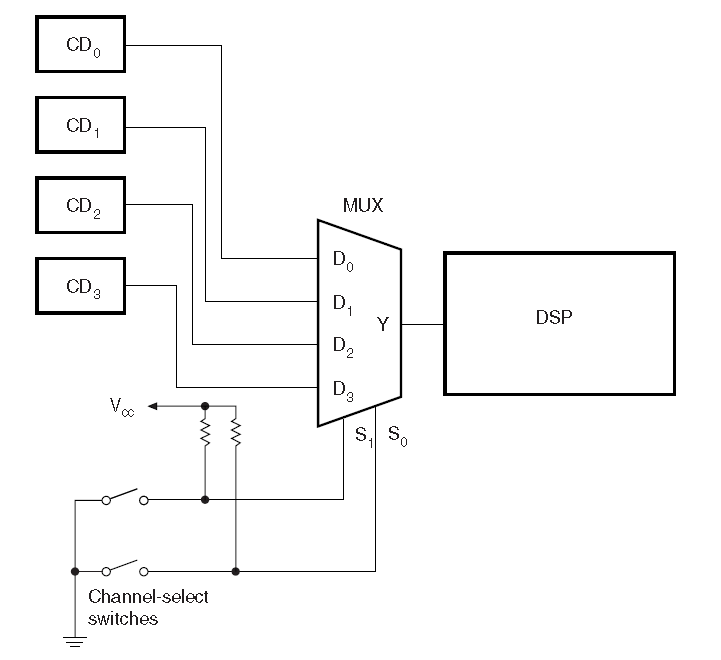 CD₀
CD₁
CD₂
CD₃
MUX
D₀
D₁
D₂
D₃
Y
DSP
S₁
S₀
Vcc
Channel-select
switches